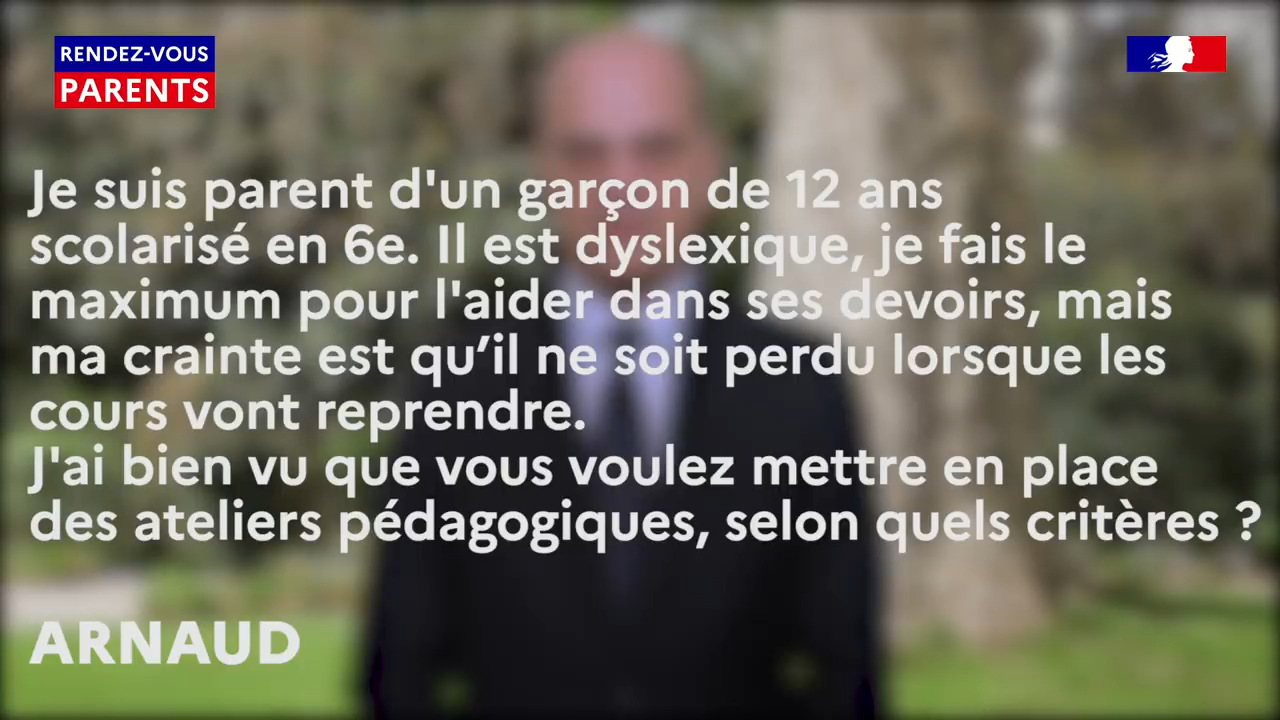 RENDEZ-VOUS
PARENTS
Je suis parent d'un garçon de 12 ans
scolarisé en 6e. Il est dyslexique, je fais le
maximum pour l'aider dans ses devoirs, mais
ma crainte est qu’il ne soit perdu lorsque les
cours vont reprendre.
J'ai bien vu que vous voulez mettre en place
des ateliers pédagogiques, selon quels critères ?
ARNAUD